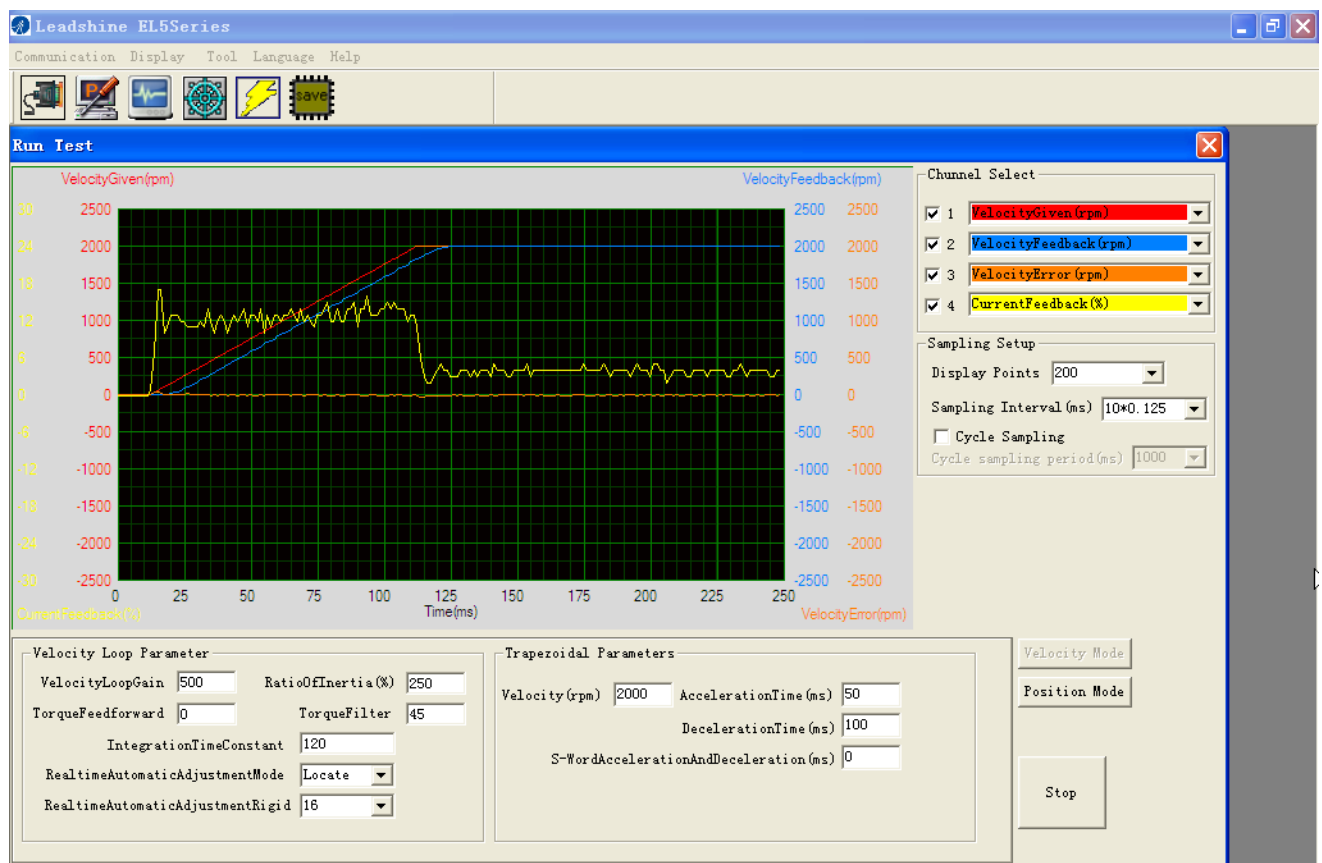 Leadshine EL5Series
Communication Display Tool Language Help
save
Run Test
VelocityGiven(rpm) VelocityFeedback(rpm)
30 2500 2500 2500
24 2000 2000 2000
18 1500 1500 1500
12 1000 1000 1000
6 500 500 500
0 0 0 0
-6 -500 -500 -500
-12 -1000 -1000 -1000
-18 -1500 -1500 -1500
-24 -2000 -2000 -2000
-30 -2500 -2500 -2500
0 25 50 75 100 125 150 175 200 225 250
CurrentFeedback(%) Time(ms) VelocityError(rpm)
Chunnel Select
1 VelocityGiven(rpm)
2 VelocityFeedback(rpm)
3 VelocityError(rpm)
4 CurrentFeedback(%)
Sampling Setup
Display Points 200
Sampling Interval(ms) 10*0.125
Cycle Sampling
Cycle sampling period(ms) 1000
Velocity Loop Parameter
VelocityLoopGain 500 RatioOfInertia(%) 250
TorqueFeedforward 0 TorqueFilter 45
IntegrationTimeConstant 120
RealtimeAutomaticAdjustmentMode Locate
RealtimeAutomaticAdjustmentRigid 16
Trapezoidal Parameters
Velocity(rpm) 2000 AccelerationTime(ms) 50
DecelerationTime(ms) 100
S-WordAccelerationAndDeceleration(ms) 0
Velocity Mode
Position Mode
Stop